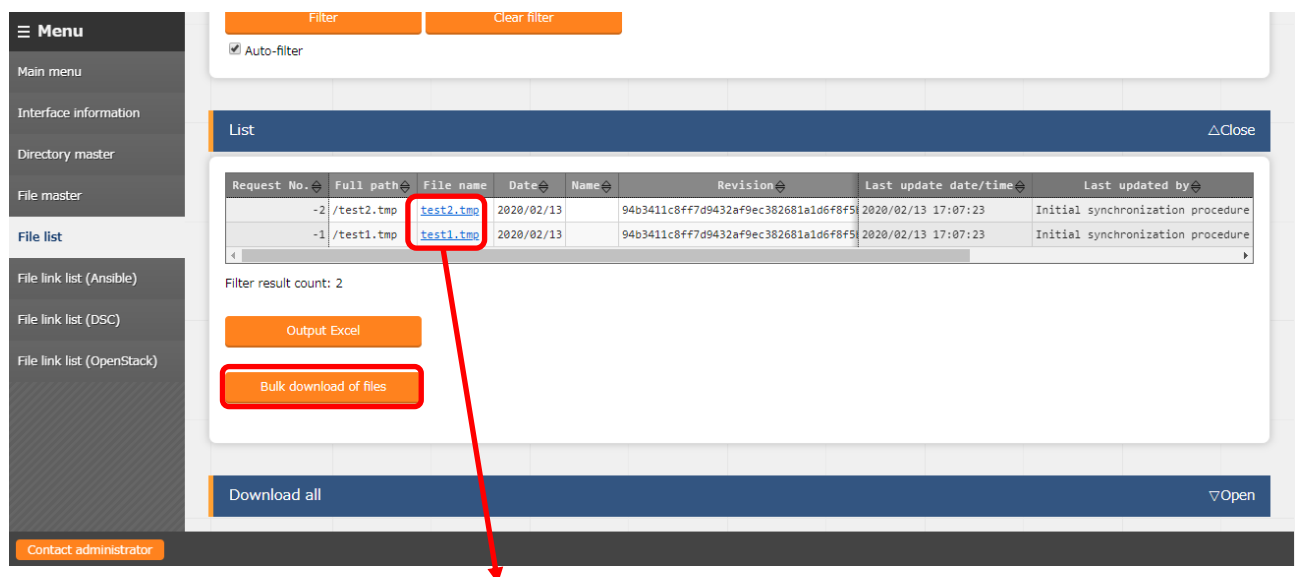 Filter Clear filter
☰ Menu
Auto-filter
Main menu
Interface information
List △Close
Directory master
File master
Request No. Full path File name Date Name Revision Last update date/time Last updated by
-2 /test2.tmp test2.tmp 2020/02/13 94b3411c8ff7d9432af9ec382681a1d6f8f5 2020/02/13 17:07:23 Initial synchronization procedure
File list
-1 /test1.tmp test1.tmp 2020/02/13 94b3411c8ff7d9432af9ec382681a1d6f8f5 2020/02/13 17:07:23 Initial synchronization procedure
File link list (Ansible)
Filter result count: 2
File link list (DSC)
Output Excel
File link list (OpenStack)
Bulk download of files
Download all ▽Open
Contact administrator